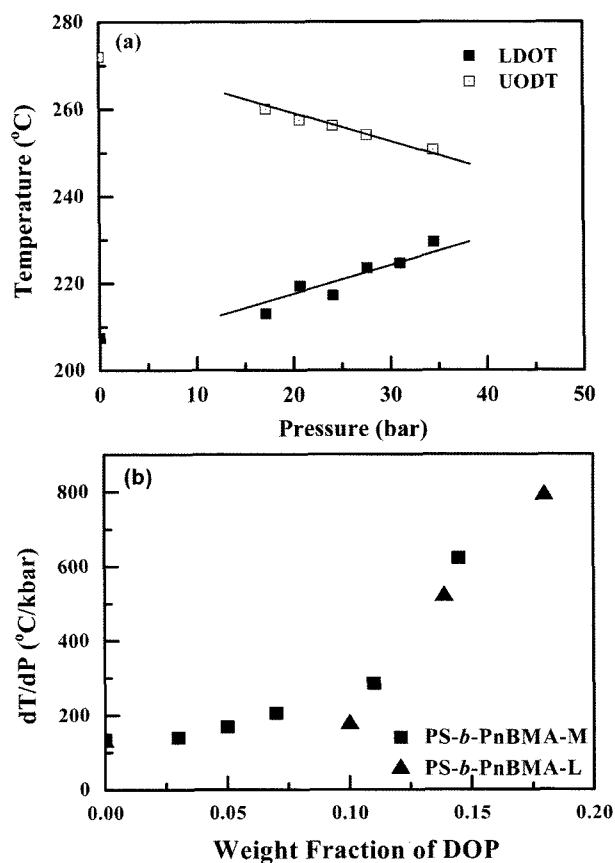 (a)
LDOT
UODT
280
260
240
220
200
Temperature (°C)
0 10 20 30 40 50
Pressure (bar)
(b)
800
600
400
200
0
dT/dP (°C/kbar)
PS-b-PnBMA-M
PS-b-PnBMA-L
0.00 0.05 0.10 0.15 0.20
Weight Fraction of DOP